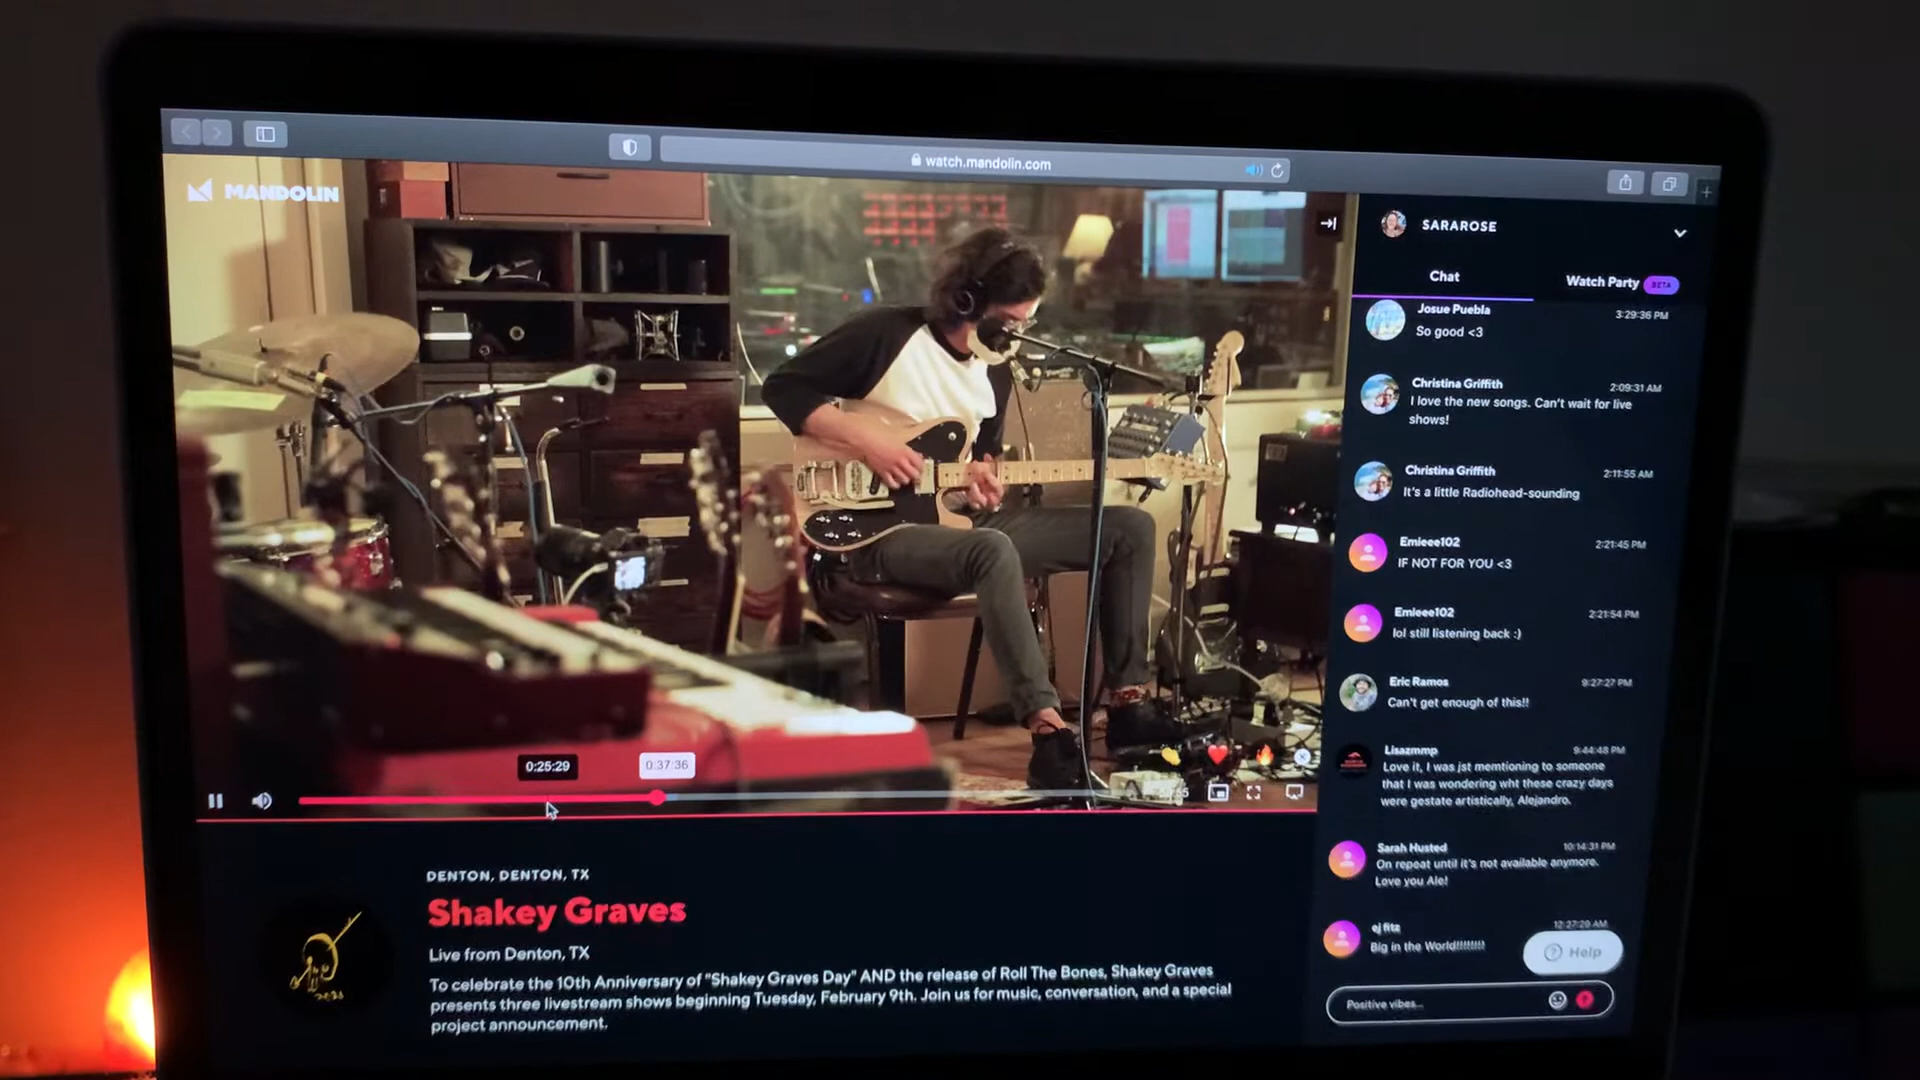 watch.mandolin.com
MANDOLIN
SARAROSE
Chat
Watch Party BETA
Josue Puebla 3:29:36 PM
So good <3
Christina Griffith 2:09:31 AM
I love the new songs. Can't wait for live
shows!
Christina Griffith 2:11:55 AM
It's a little Radiohead-sounding
Emieee102 2:21:45 PM
IF NOT FOR YOU <3
Emieee102 2:21:54 PM
lol still listening back :)
Eric Ramos 9:27:27 PM
Can't get enough of this!!
Lisazmmp 9:44:48 PM
Love it, I was jst memtioning to someone
that I was wondering wht these crazy days
were gestate artistically, Alejandro.
Sarah Husted 10:14:31 PM
On repeat until it's not available anymore.
Love you Ale!
ej fitz 12:27:29 AM
Big in the World!!!!!!!!!
Help
Positive vibes...
0:25:29
0:37:36
DENTON, DENTON, TX
Shakey Graves
Live from Denton, TX
To celebrate the 10th Anniversary of "Shakey Graves Day" AND the release of Roll The Bones, Shakey Graves
presents three livestream shows beginning Tuesday, February 9th. Join us for music, conversation, and a special
project announcement.